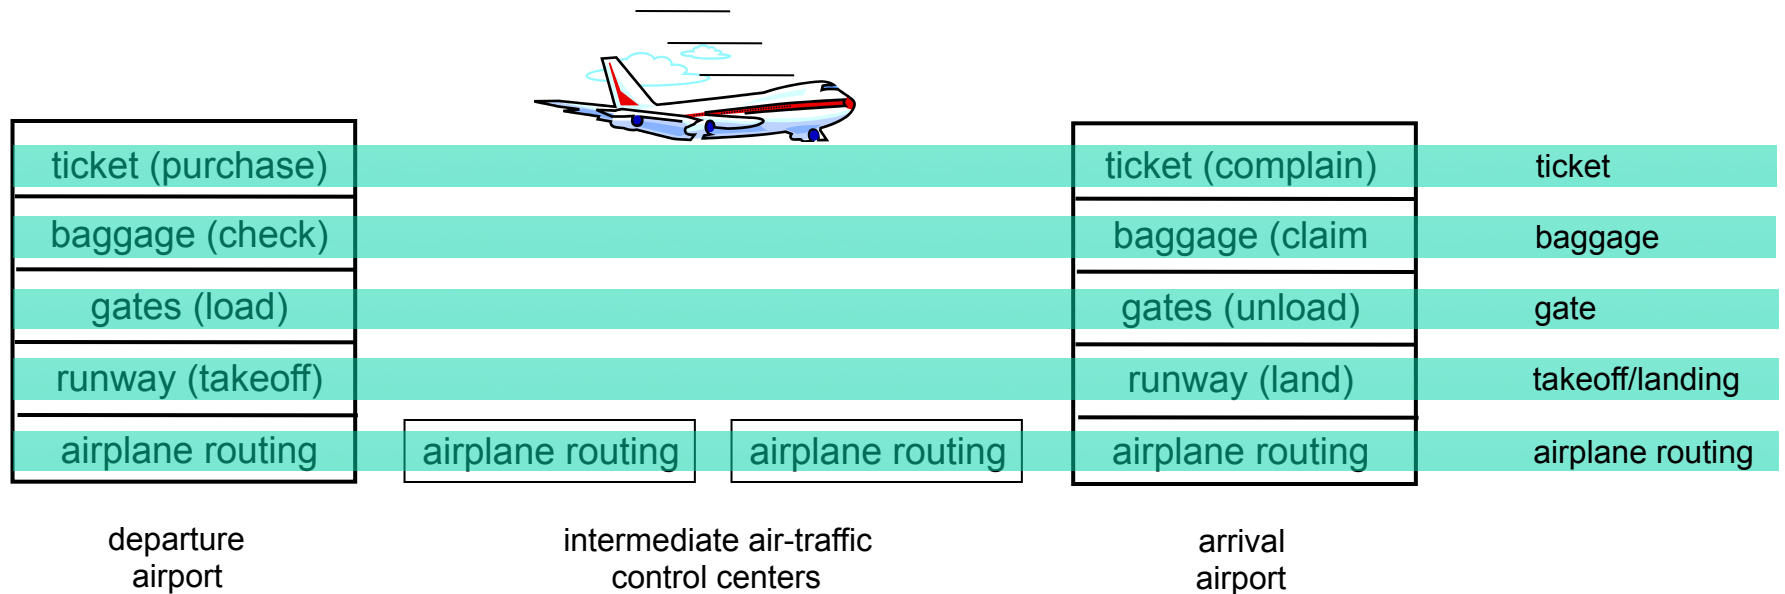 ticket (purchase) ticket (complain) ticket
baggage (check) baggage (claim baggage
gates (load) gates (unload) gate
runway (takeoff) runway (land) takeoff/landing
airplane routing airplane routing airplane routing airplane routing airplane routing
departure
airport
intermediate air-traffic
control centers
arrival
airport